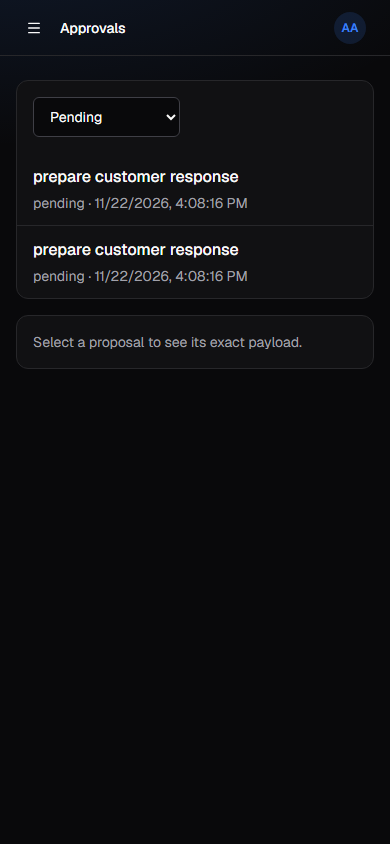 Approvals
AA
Pending
prepare customer response
pending · 11/22/2026, 4:08:16 PM
prepare customer response
pending · 11/22/2026, 4:08:16 PM
Select a proposal to see its exact payload.